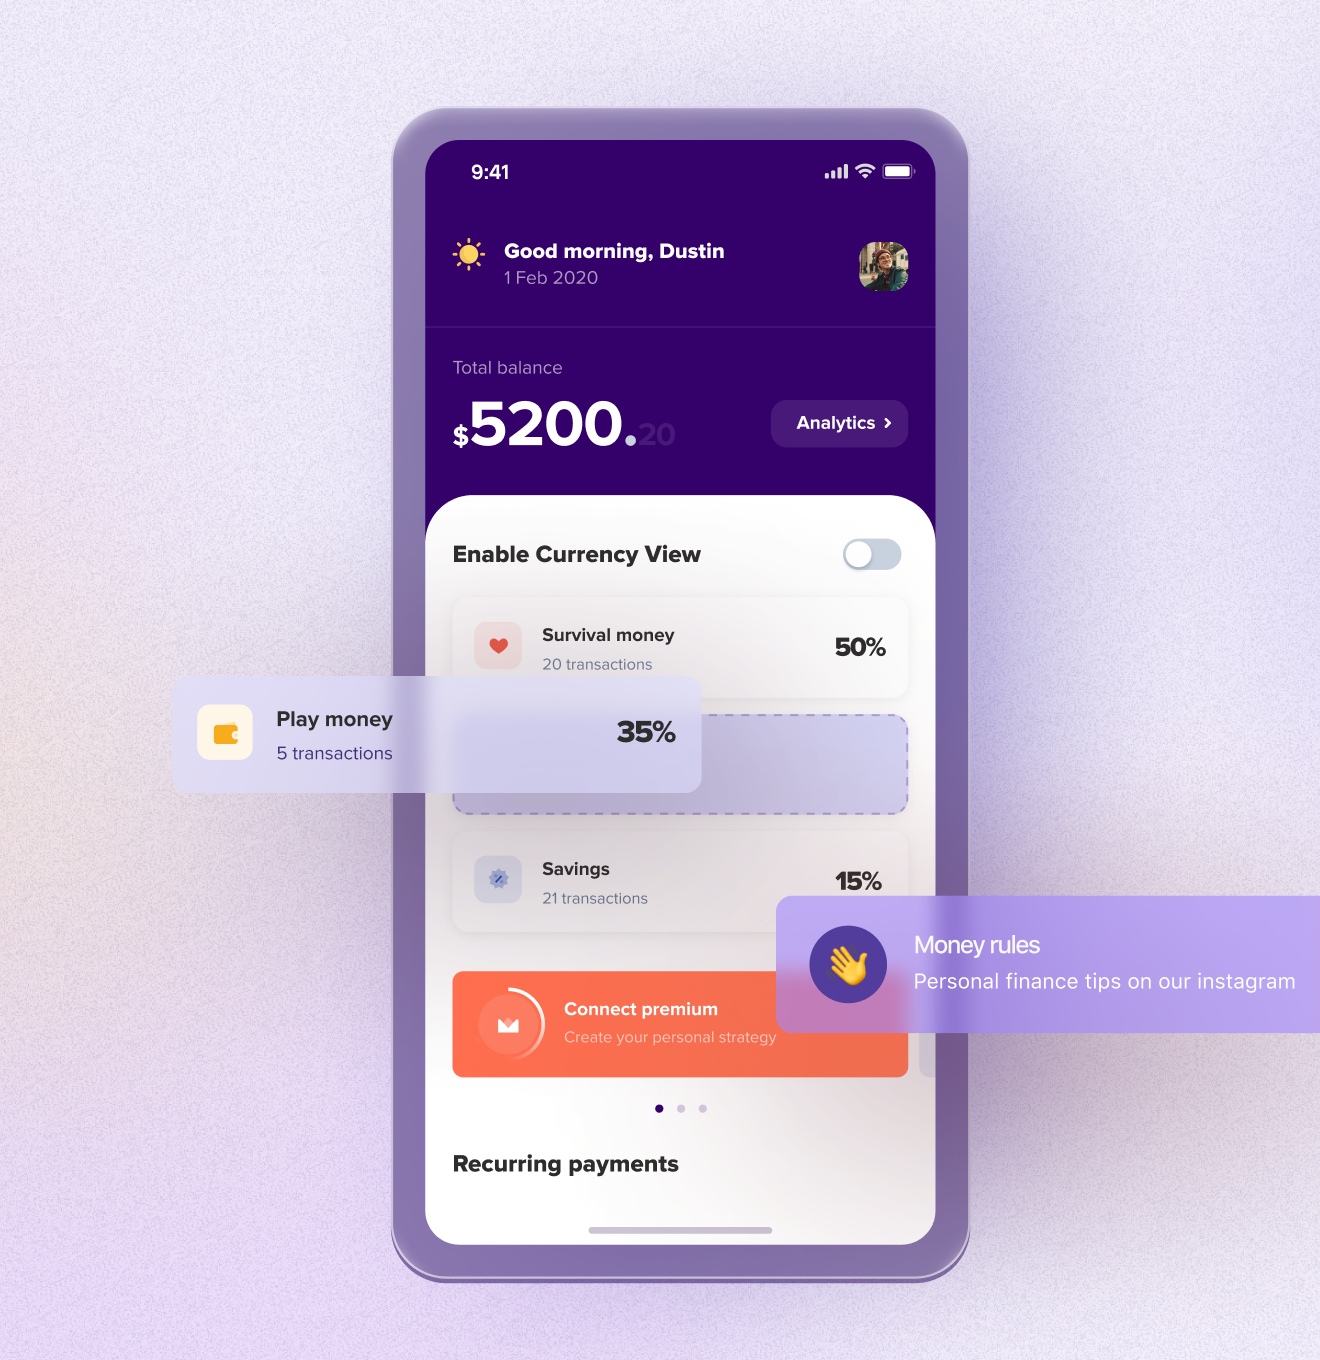 9:41
Good morning, Dustin
1 Feb 2020
Total balance
$5200.20
Analytics ›
Enable Currency View
Survival money
20 transactions
50%
Play money
5 transactions
35%
Savings
21 transactions
15%
Money rules
Personal finance tips on our instagram
Connect premium
Create your personal strategy
Recurring payments